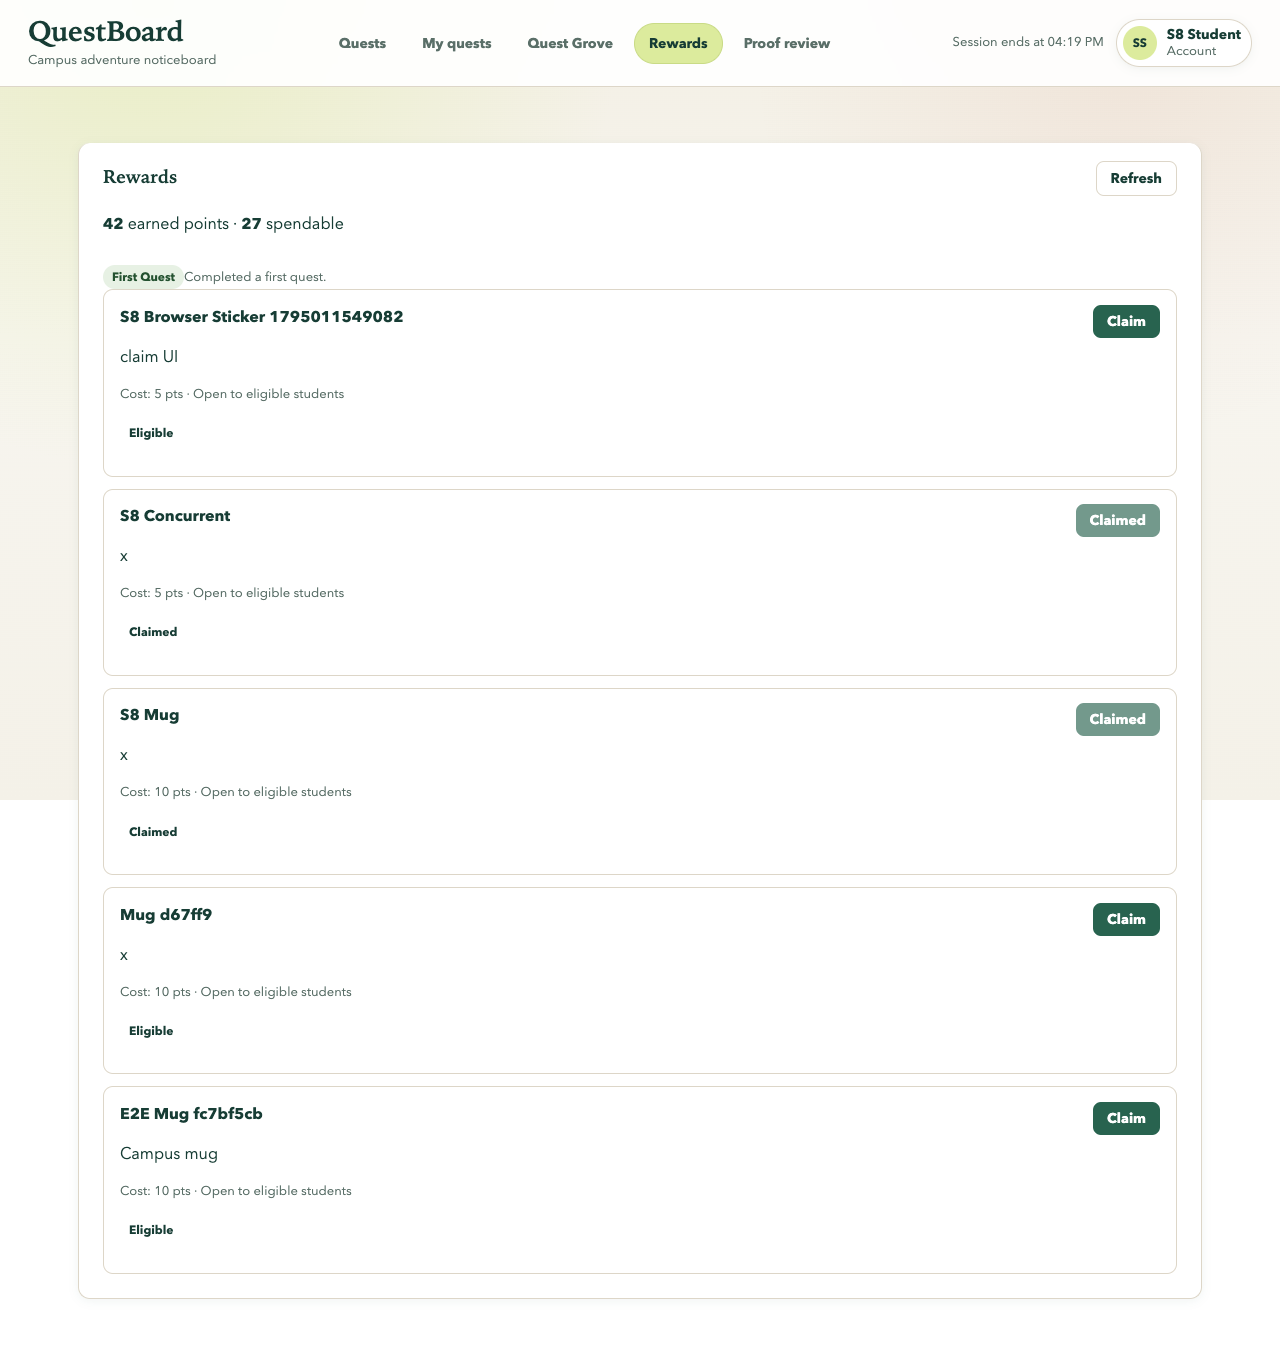 QuestBoard
Campus adventure noticeboard
Quests
My quests
Quest Grove
Rewards
Proof review
Session ends at 04:19 PM
SS
S8 Student
Account
Rewards
Refresh
42 earned points · 27 spendable
First Quest Completed a first quest.
S8 Browser Sticker 1795011549082
Claim
claim UI
Cost: 5 pts · Open to eligible students
Eligible
S8 Concurrent
Claimed
x
Cost: 5 pts · Open to eligible students
Claimed
S8 Mug
Claimed
x
Cost: 10 pts · Open to eligible students
Claimed
Mug d67ff9
Claim
x
Cost: 10 pts · Open to eligible students
Eligible
E2E Mug fc7bf5cb
Claim
Campus mug
Cost: 10 pts · Open to eligible students
Eligible